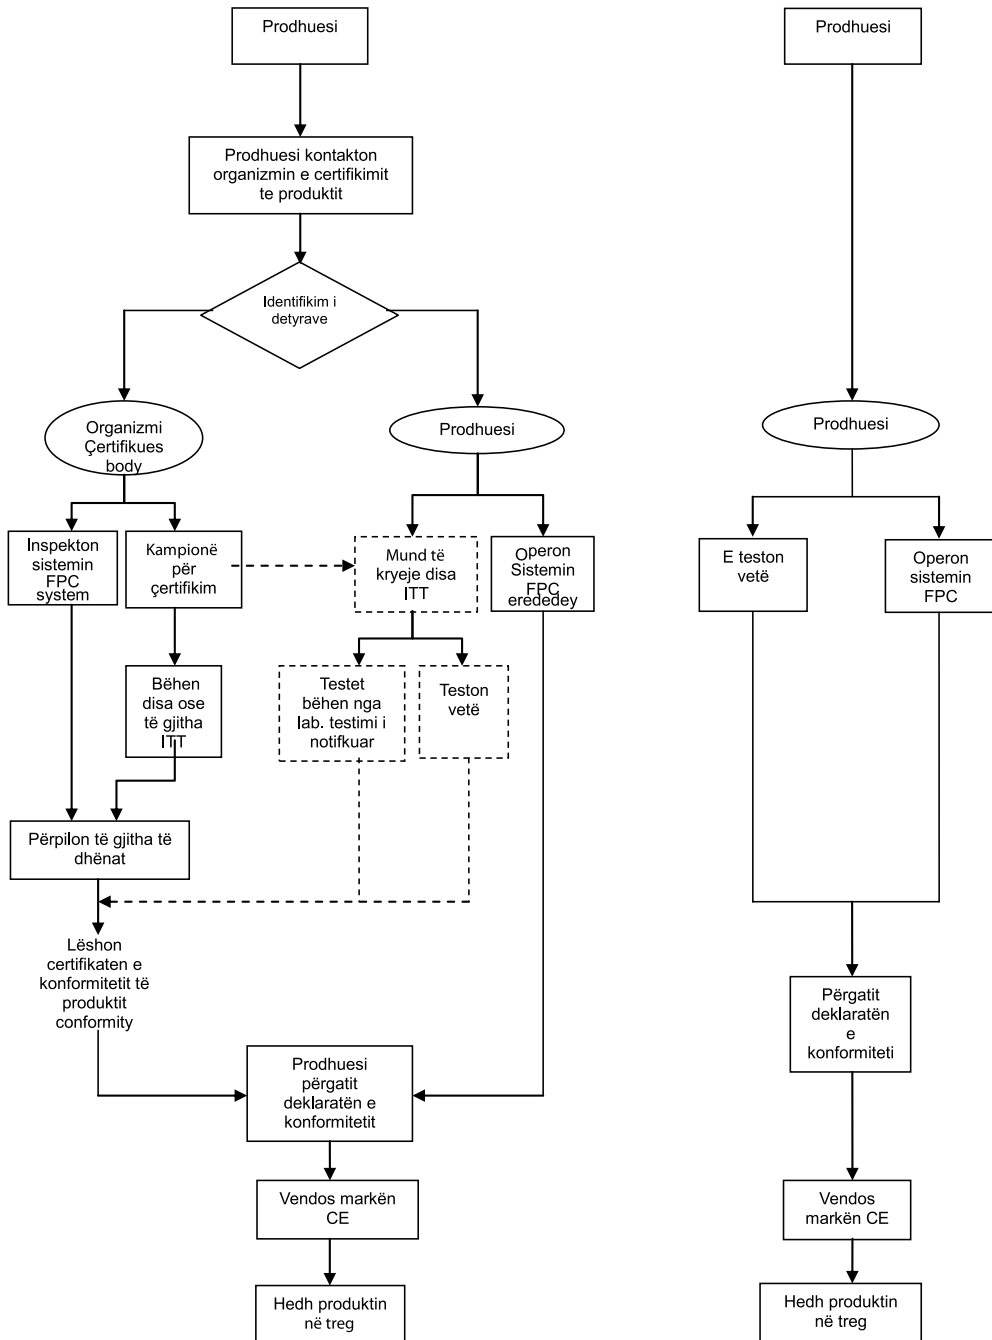 Prodhuesi
Prodhuesi kontakton
organizmin e certifikimit
te produktit
Identifikim i
detyrave
Organizmi
Çertifikues
body
Prodhuesi
Inspekton
sistemin
FPC
system
Kampionë
për
çertifikim
Mund të
kryeje disa
ITT
Operon
Sistemin
FPC
erededey
Bëhen
disa ose
të gjitha
ITT
Testet
bëhen nga
lab. testimi i
notifkuar
Teston
vetë
Përpilon të gjitha të
dhënat
Lëshon
certifikaten e
konformitetit të
produktit
conformity
Prodhuesi
përgatit
deklaratën e
konformitetit
Vendos markën
CE
Hedh produktin
në treg
Prodhuesi
Prodhuesi
E teston
vetë
Operon
sistemin
FPC
Përgatit
deklaratën
e
konformiteti
Vendos
markën CE
Hedh produktin
në treg